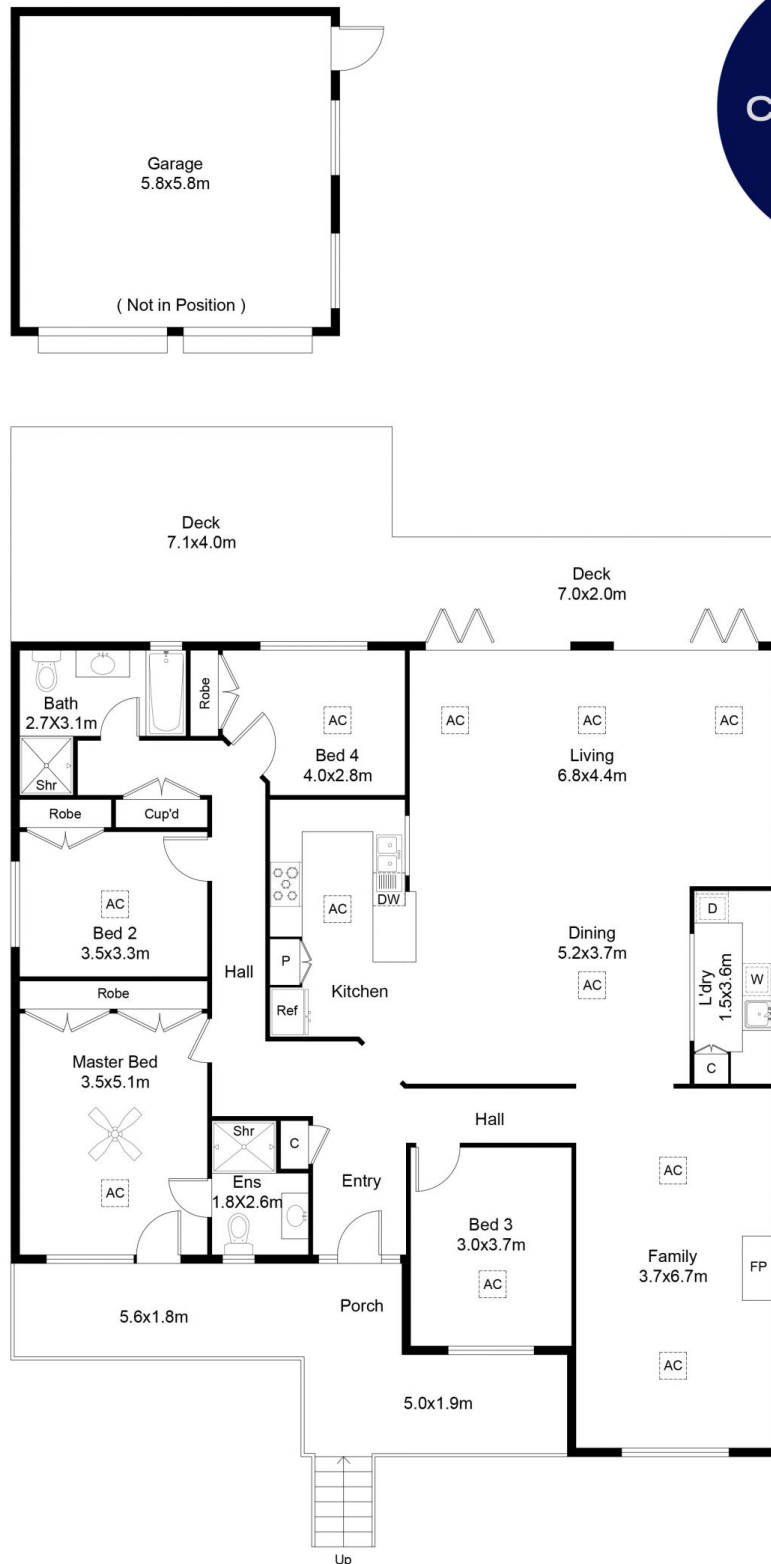 Garage
5.8x5.8m
( Not in Position )
C
Deck
7.1x4.0m
Deck
7.0x2.0m
Bath
2.7X3.1m
Shr
Robe
AC
Bed 4
4.0x2.8m
AC
AC
AC
Living
6.8x4.4m
Robe
Cup'd
AC
Bed 2
3.5x3.3m
Hall
AC
DW
P
Ref
Kitchen
Dining
5.2x3.7m
AC
D
W
L'dry
1.5x3.6m
C
Robe
Master Bed
3.5x5.1m
AC
Shr
C
Ens
1.8X2.6m
Entry
Hall
Bed 3
3.0x3.7m
AC
AC
Family
3.7x6.7m
FP
AC
5.6x1.8m
Porch
5.0x1.9m
Up